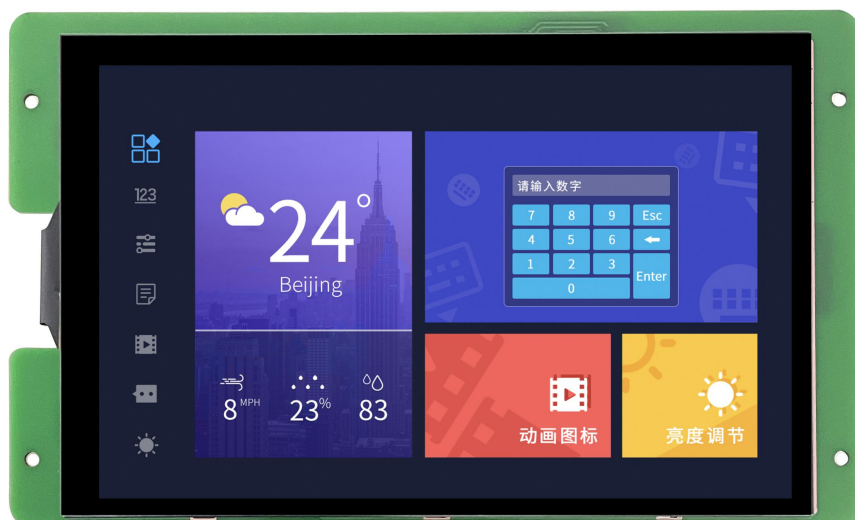 123
24°
Beijing
8 MPH
23%
83
请输入数字
7 8 9 Esc
4 5 6
1 2 3 Enter
0
动画图标
亮度调节